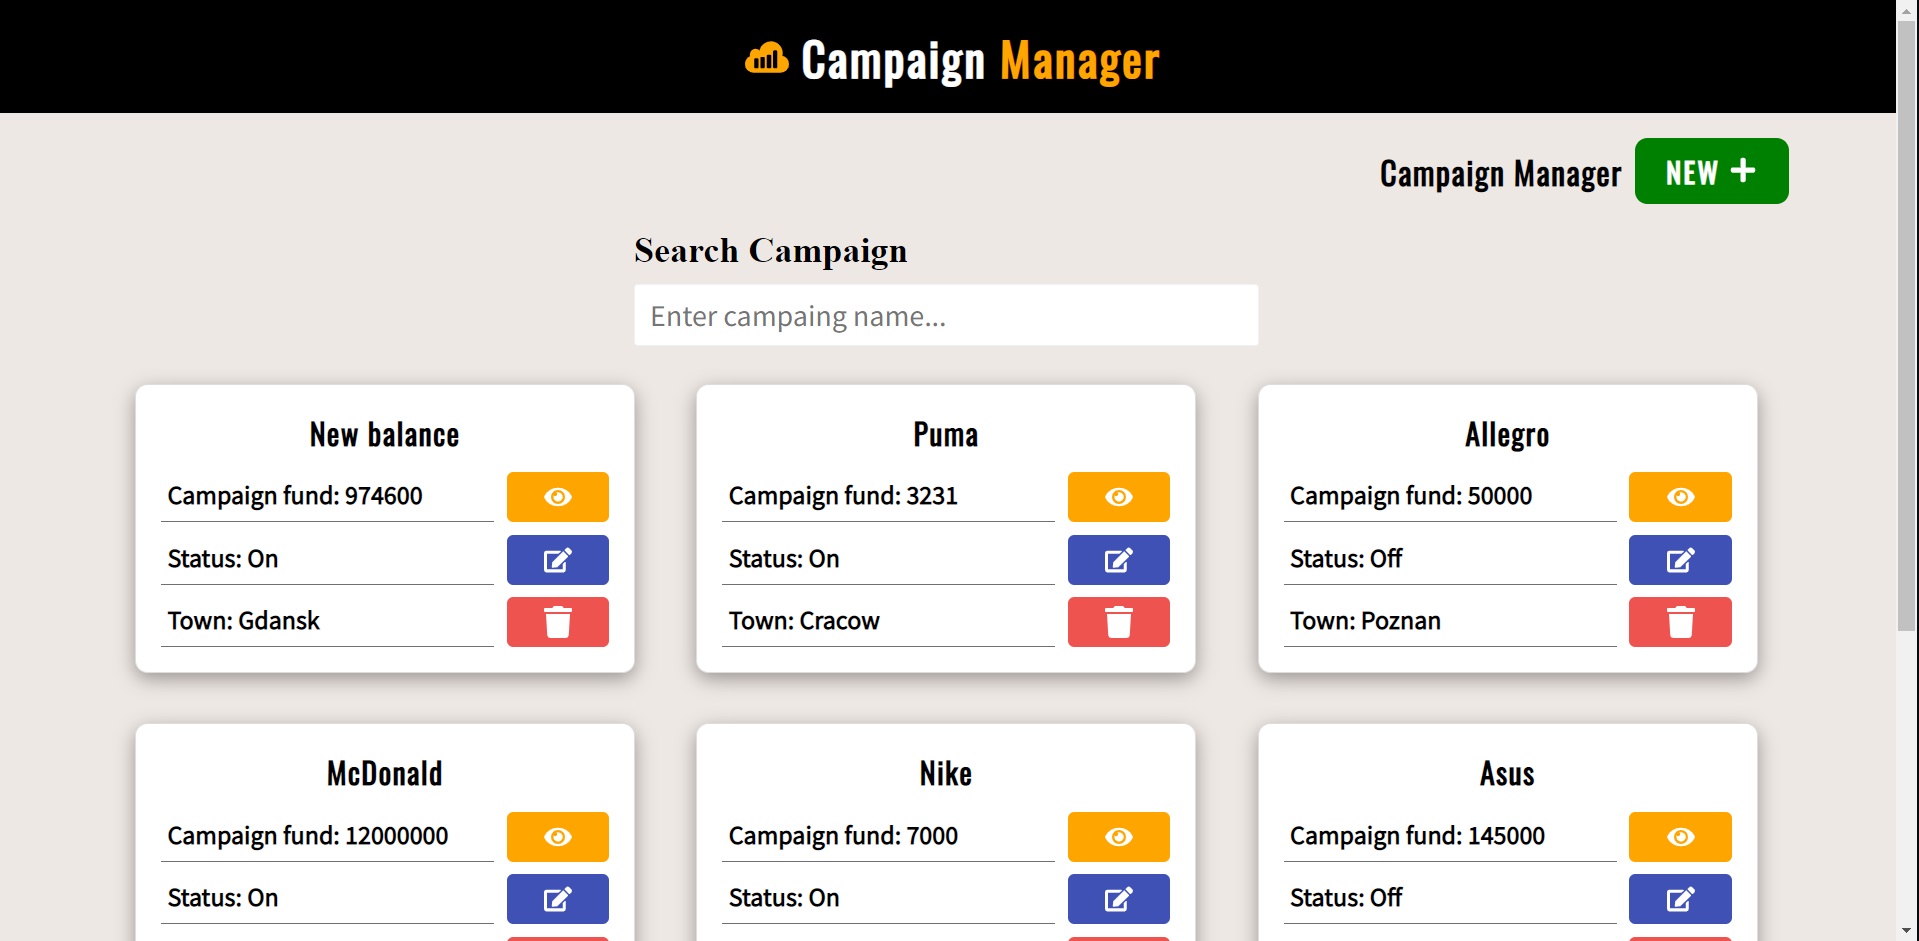 Campaign Manager
Campaign Manager NEW
Search Campaign
Enter campaing name...
New balance
Campaign fund: 974600
Status: On
Town: Gdansk
Puma
Campaign fund: 3231
Status: On
Town: Cracow
Allegro
Campaign fund: 50000
Status: Off
Town: Poznan
McDonald
Campaign fund: 12000000
Status: On
Nike
Campaign fund: 7000
Status: On
Asus
Campaign fund: 145000
Status: Off